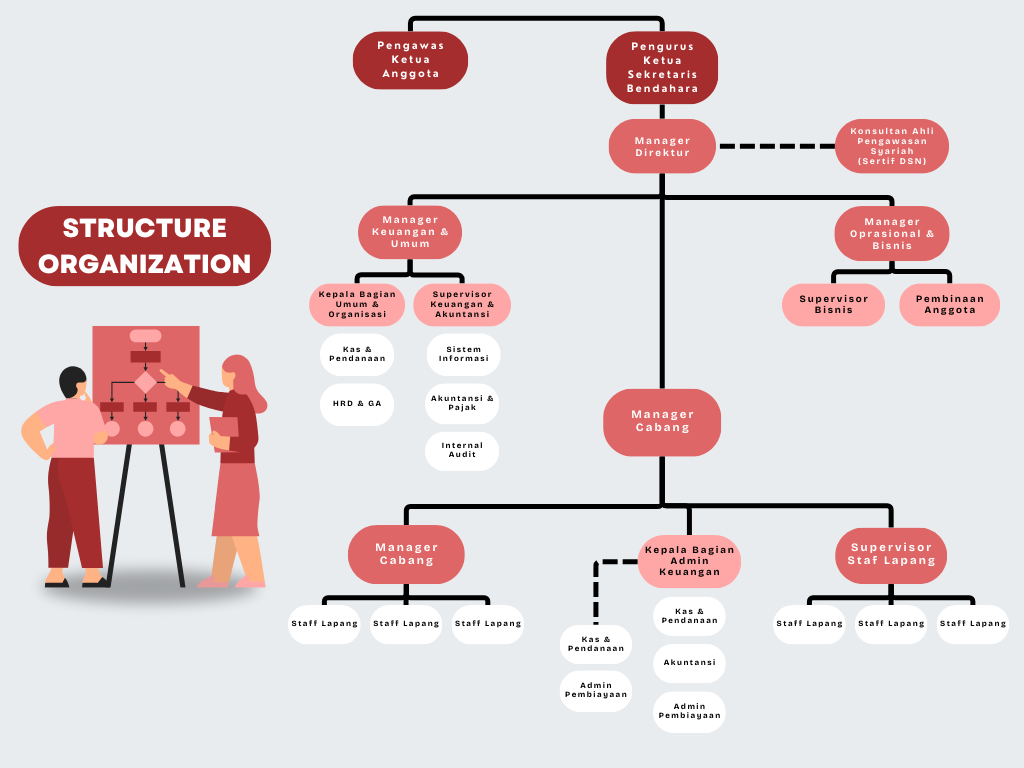 Pengawas
Ketua
Anggota
Pengurus
Ketua
Sekretaris
Bendahara
Manager
Direktur
Konsultan Ahli
Pengawasan
Syariah
(Sertif DSN)
STRUCTURE
ORGANIZATION
Manager
Keuangan &
Umum
Manager
Oprasional &
Bisnis
Kepala Bagian
Umum &
Organisasi
Supervisor
Keuangan &
Akuntansi
Supervisor
Bisnis
Pembinaan
Anggota
Kas &
Pendanaan
Sistem
Informasi
HRD & GA
Akuntansi &
Pajak
Internal
Audit
Manager
Cabang
Manager
Cabang
Kepala Bagian
Admin
Keuangan
Supervisor
Staf Lapang
Staff Lapang
Staff Lapang
Staff Lapang
Kas &
Pendanaan
Admin
Pembiayaan
Kas &
Pendanaan
Akuntansi
Admin
Pembiayaan
Staff Lapang
Staff Lapang
Staff Lapang